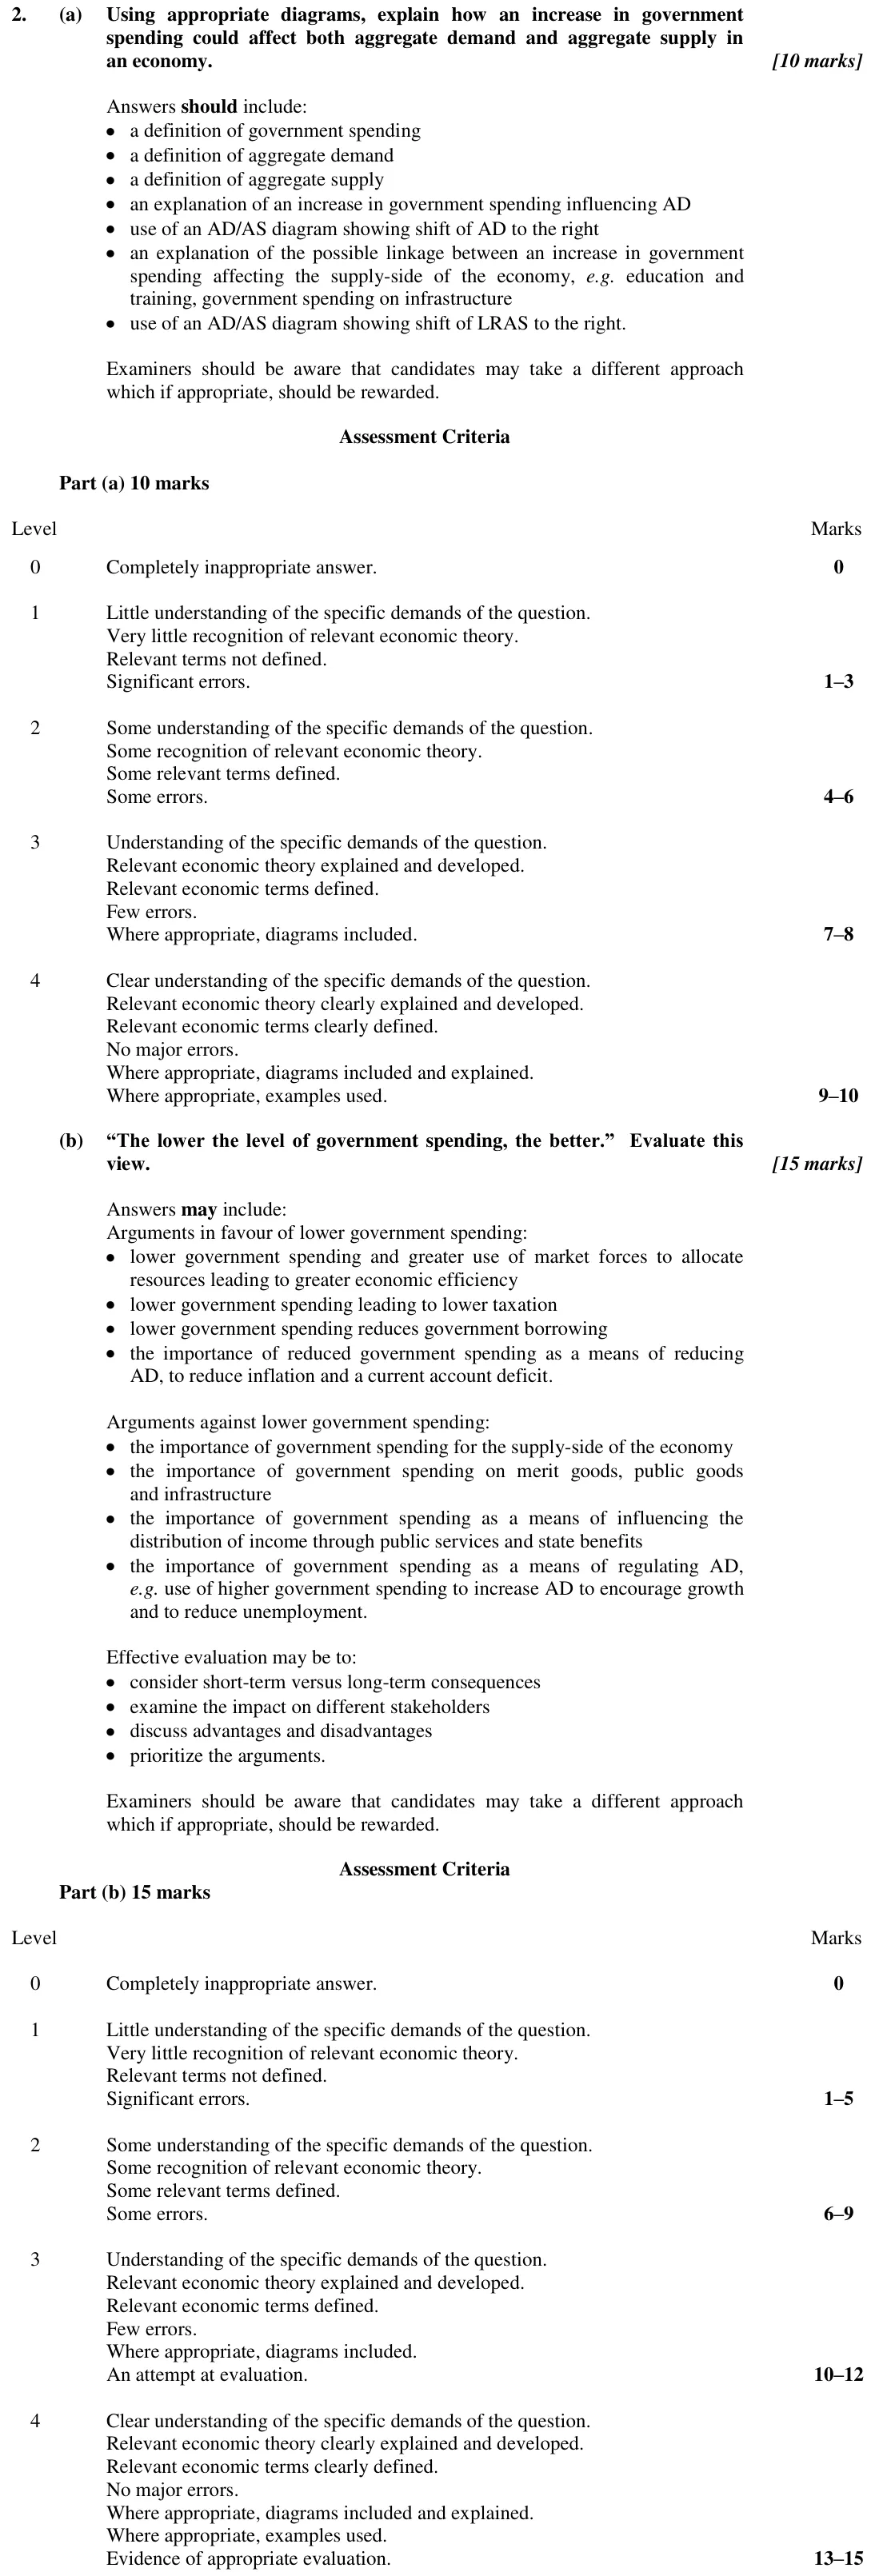 2. (a) Using appropriate diagrams, explain how an increase in government
spending could affect both aggregate demand and aggregate supply in
an economy. [10 marks]
Answers should include:
• a definition of government spending
• a definition of aggregate demand
• a definition of aggregate supply
• an explanation of an increase in government spending influencing AD
• use of an AD/AS diagram showing shift of AD to the right
• an explanation of the possible linkage between an increase in government
spending affecting the supply-side of the economy, e.g. education and
training, government spending on infrastructure
• use of an AD/AS diagram showing shift of LRAS to the right.
Examiners should be aware that candidates may take a different approach
which if appropriate, should be rewarded.
Assessment Criteria
Part (a) 10 marks
Level Marks
0 Completely inappropriate answer. 0
1 Little understanding of the specific demands of the question.
Very little recognition of relevant economic theory.
Relevant terms not defined.
Significant errors. 1–3
2 Some understanding of the specific demands of the question.
Some recognition of relevant economic theory.
Some relevant terms defined.
Some errors. 4–6
3 Understanding of the specific demands of the question.
Relevant economic theory explained and developed.
Relevant economic terms defined.
Few errors.
Where appropriate, diagrams included. 7–8
4 Clear understanding of the specific demands of the question.
Relevant economic theory clearly explained and developed.
Relevant economic terms clearly defined.
No major errors.
Where appropriate, diagrams included and explained.
Where appropriate, examples used. 9–10
(b) “The lower the level of government spending, the better.” Evaluate this
view. [15 marks]
Answers may include:
Arguments in favour of lower government spending:
• lower government spending and greater use of market forces to allocate
resources leading to greater economic efficiency
• lower government spending leading to lower taxation
• lower government spending reduces government borrowing
• the importance of reduced government spending as a means of reducing
AD, to reduce inflation and a current account deficit.
Arguments against lower government spending:
• the importance of government spending for the supply-side of the economy
• the importance of government spending on merit goods, public goods
and infrastructure
• the importance of government spending as a means of influencing the
distribution of income through public services and state benefits
• the importance of government spending as a means of regulating AD,
e.g. use of higher government spending to increase AD to encourage growth
and to reduce unemployment.
Effective evaluation may be to:
• consider short-term versus long-term consequences
• examine the impact on different stakeholders
• discuss advantages and disadvantages
• prioritize the arguments.
Examiners should be aware that candidates may take a different approach
which if appropriate, should be rewarded.
Assessment Criteria
Part (b) 15 marks
Level Marks
0 Completely inappropriate answer. 0
1 Little understanding of the specific demands of the question.
Very little recognition of relevant economic theory.
Relevant terms not defined.
Significant errors. 1–5
2 Some understanding of the specific demands of the question.
Some recognition of relevant economic theory.
Some relevant terms defined.
Some errors. 6–9
3 Understanding of the specific demands of the question.
Relevant economic theory explained and developed.
Relevant economic terms defined.
Few errors.
Where appropriate, diagrams included.
An attempt at evaluation. 10–12
4 Clear understanding of the specific demands of the question.
Relevant economic theory clearly explained and developed.
Relevant economic terms clearly defined.
No major errors.
Where appropriate, diagrams included and explained.
Where appropriate, examples used.
Evidence of appropriate evaluation. 13–15